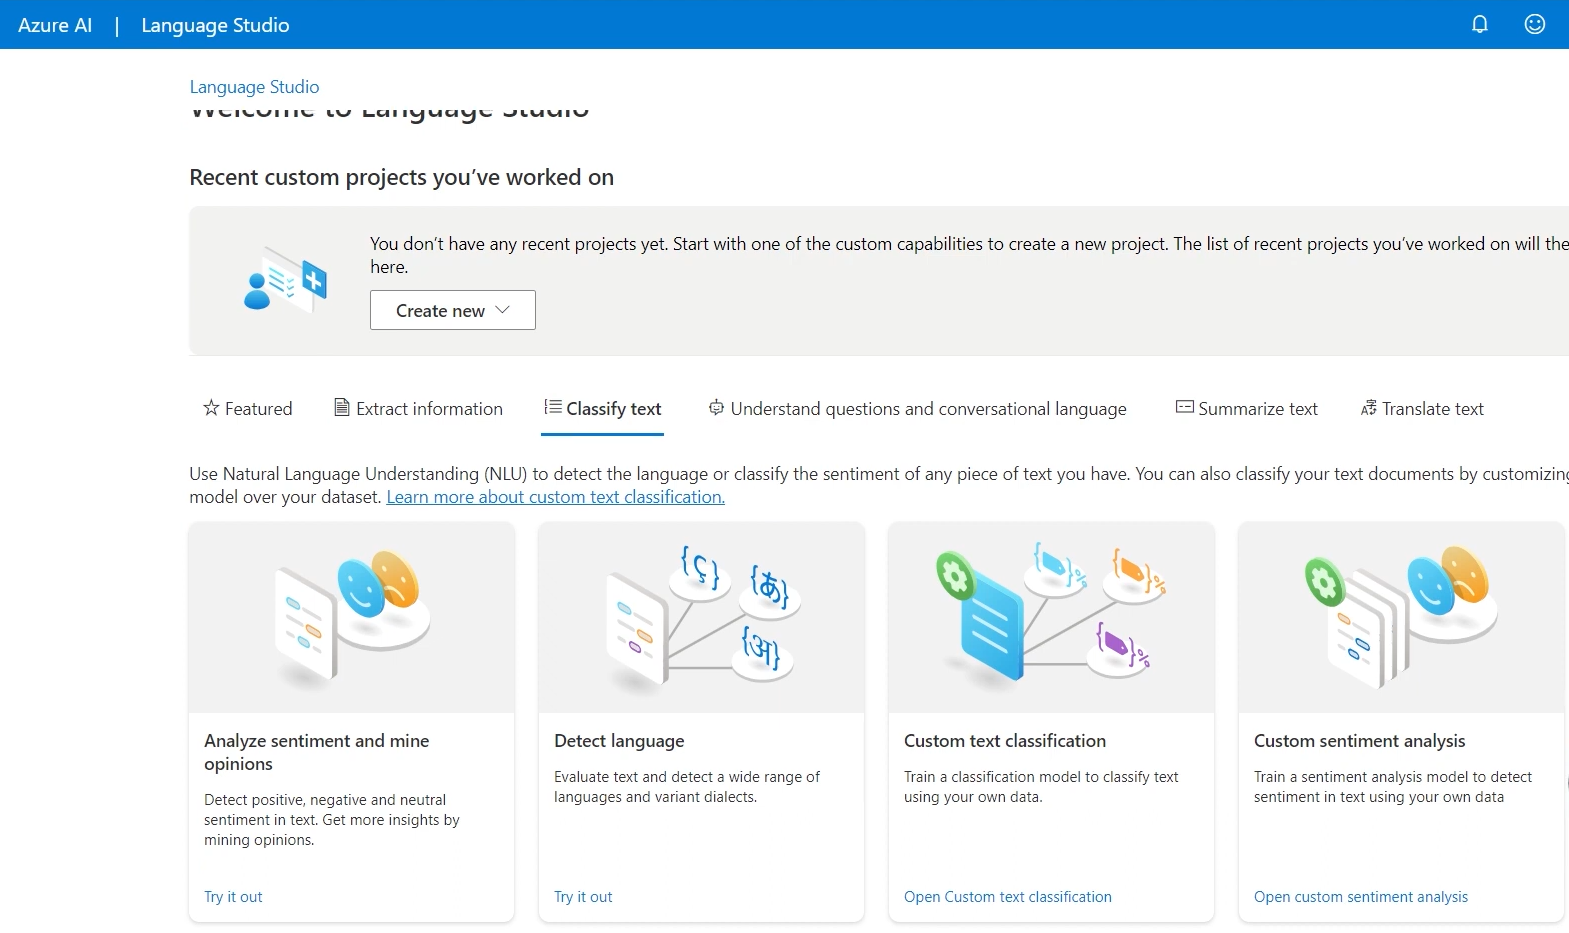 Azure AI | Language Studio
Language Studio
Welcome to Language Studio
Recent custom projects you’ve worked on
You don’t have any recent projects yet. Start with one of the custom capabilities to create a new project. The list of recent projects you’ve worked on will the
here.
Create new
Featured
Extract information
Classify text
Understand questions and conversational language
Summarize text
Translate text
Use Natural Language Understanding (NLU) to detect the language or classify the sentiment of any piece of text you have. You can also classify your text documents by customizing
model over your dataset. Learn more about custom text classification.
{ç}
{あ}
{अ}
%
%
%
Analyze sentiment and mine
opinions
Detect positive, negative and neutral
sentiment in text. Get more insights by
mining opinions.
Try it out
Detect language
Evaluate text and detect a wide range of
languages and variant dialects.
Try it out
Custom text classification
Train a classification model to classify text
using your own data.
Open Custom text classification
Custom sentiment analysis
Train a sentiment analysis model to detect
sentiment in text using your own data
Open custom sentiment analysis